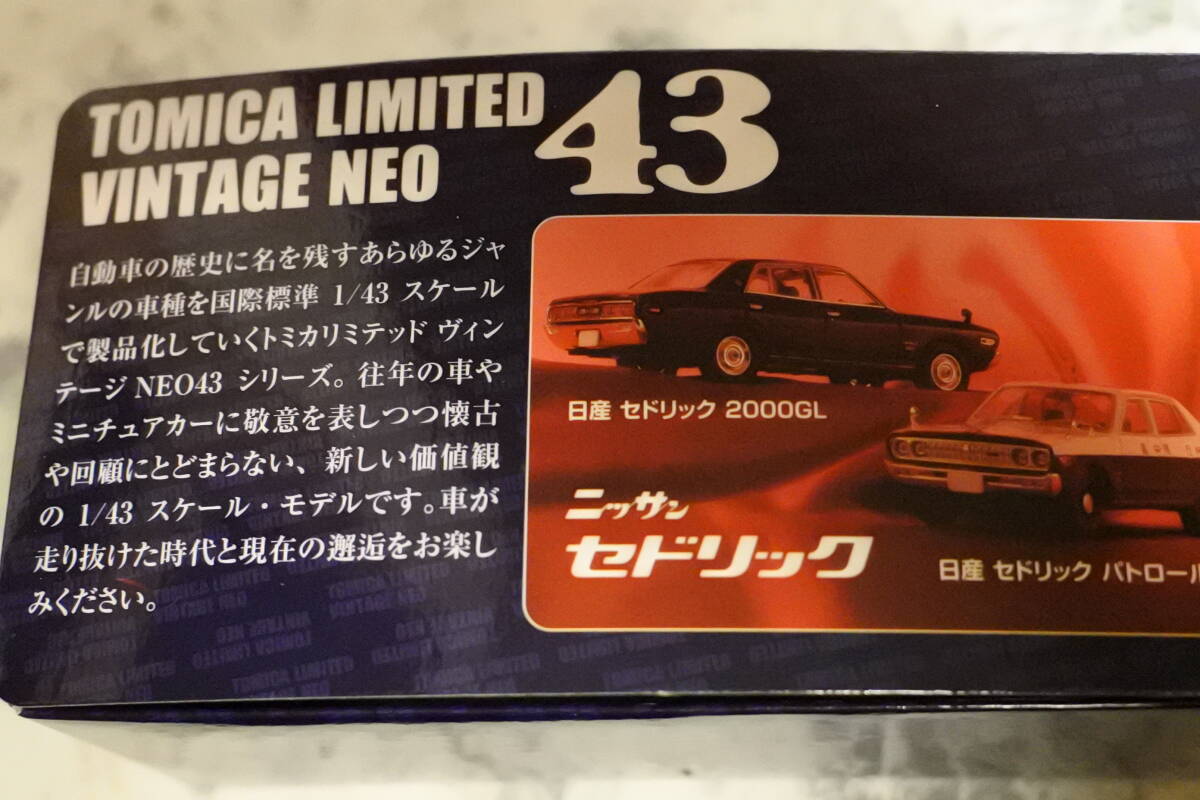 TOMICA LIMITED
VINTAGE NEO
43
自動車の歴史に名を残すあらゆるジャ
ンルの車種を国際標準 1/43 スケール
で製品化していくトミカリミテッド ヴィン
テージ NEO43 シリーズ。往年の車や
ミニチュアカーに敬意を表しつつ懐古
や回顧にとどまらない、新しい価値観
の 1/43 スケール・モデルです。車が
走り抜けた時代と現在の邂逅をお楽し
みください。
日産 セドリック 2000GL
ニッサン
セドリック
日産 セドリック パトロール